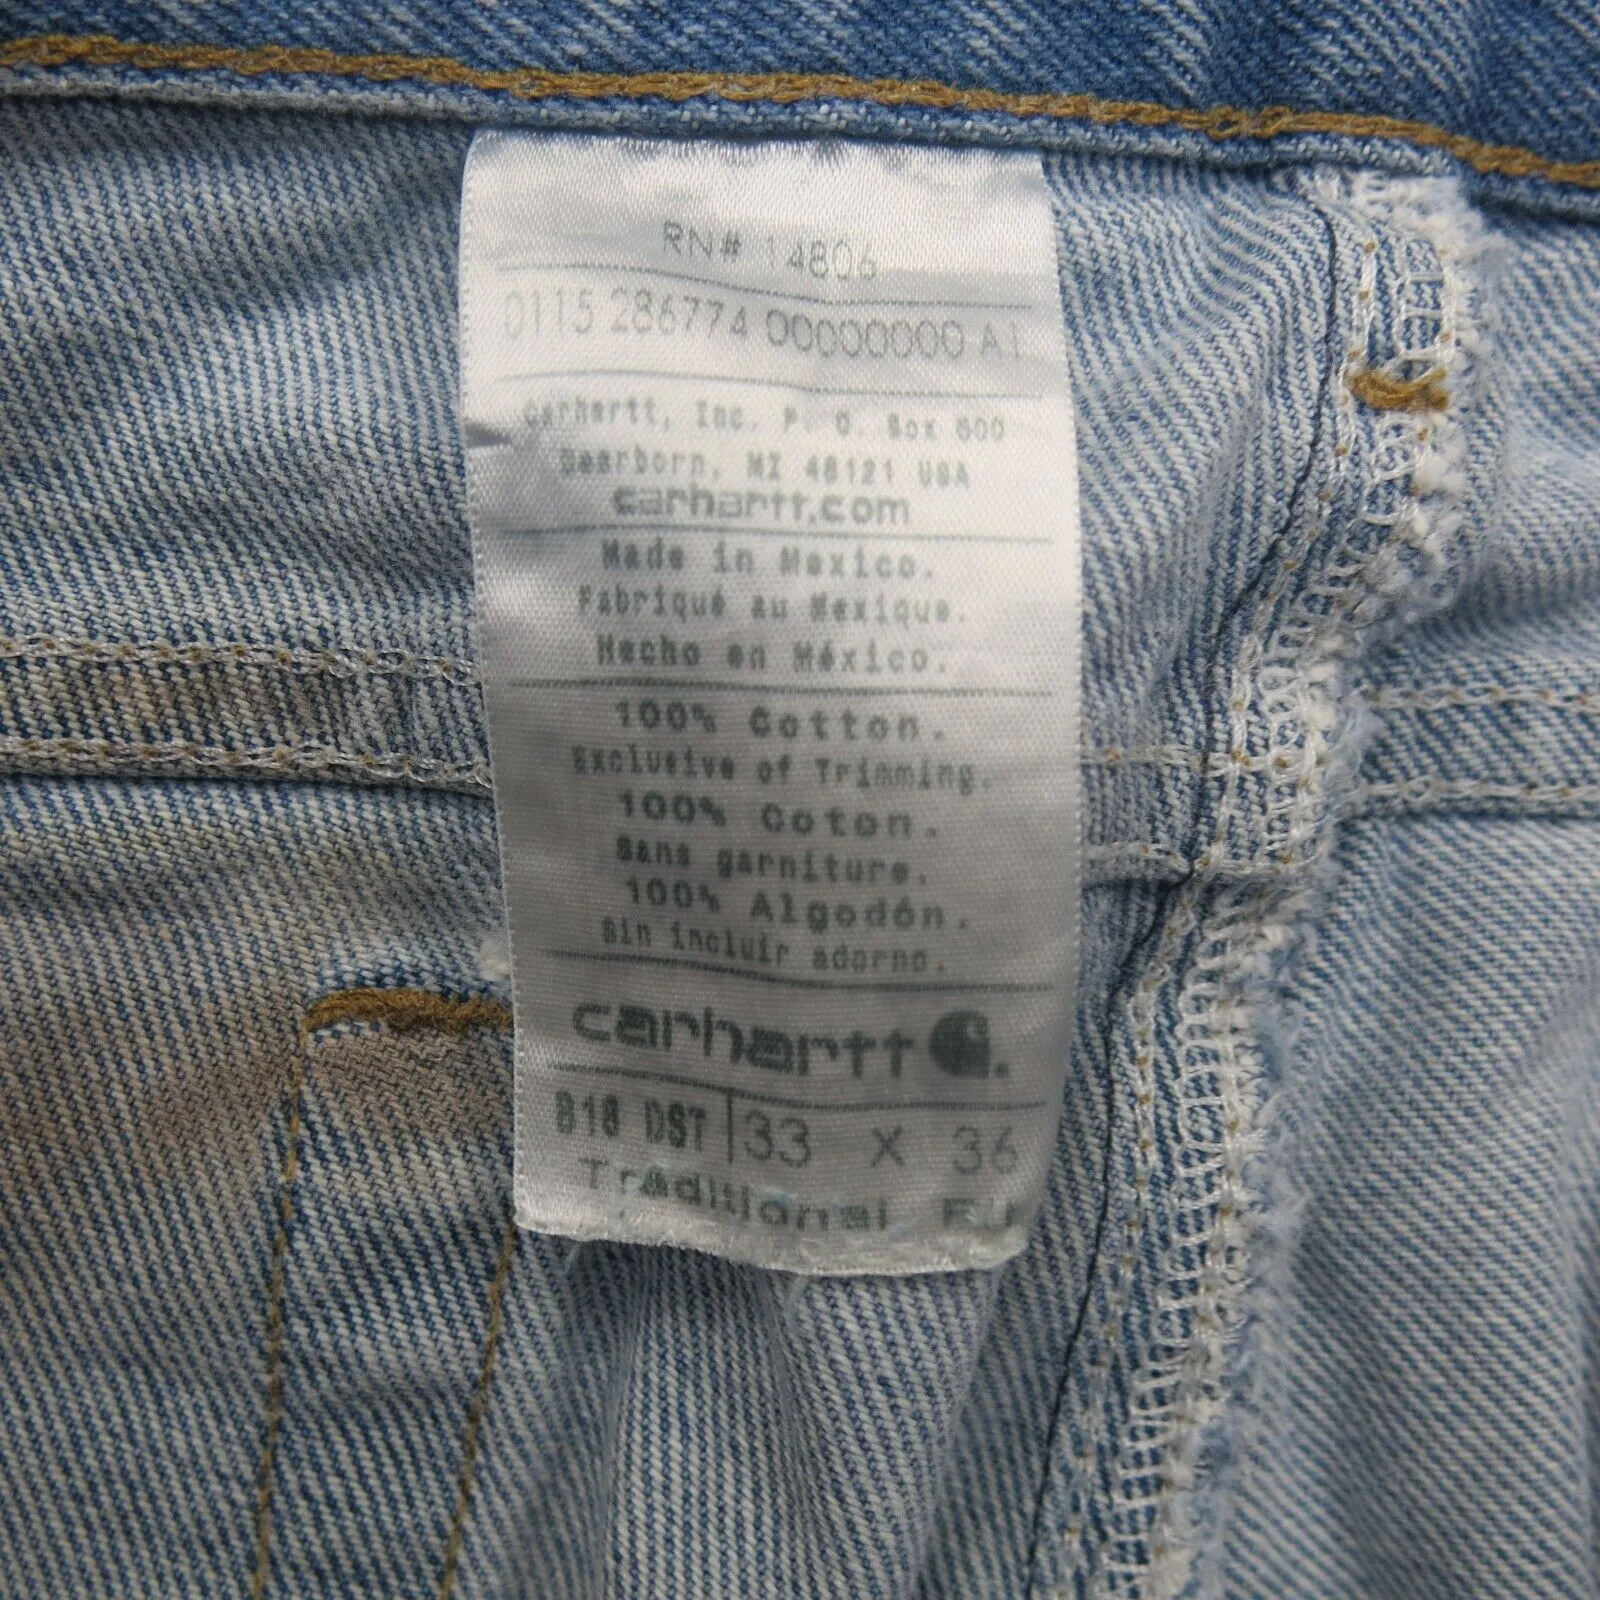 RN# 14806
0115 286774 00000000 A1
Carhartt, Inc. P. O. Box 600
Dearborn, MI 48121 USA
carhartt.com
Made in Mexico.
Fabriqué au Mexique.
Hecho en México.
100% Cotton.
Exclusive of Trimming.
100% Coton.
Sans garniture.
100% Algodón.
Sin incluir adorno.
carhartt
B18 DST 33 X 36
Traditional